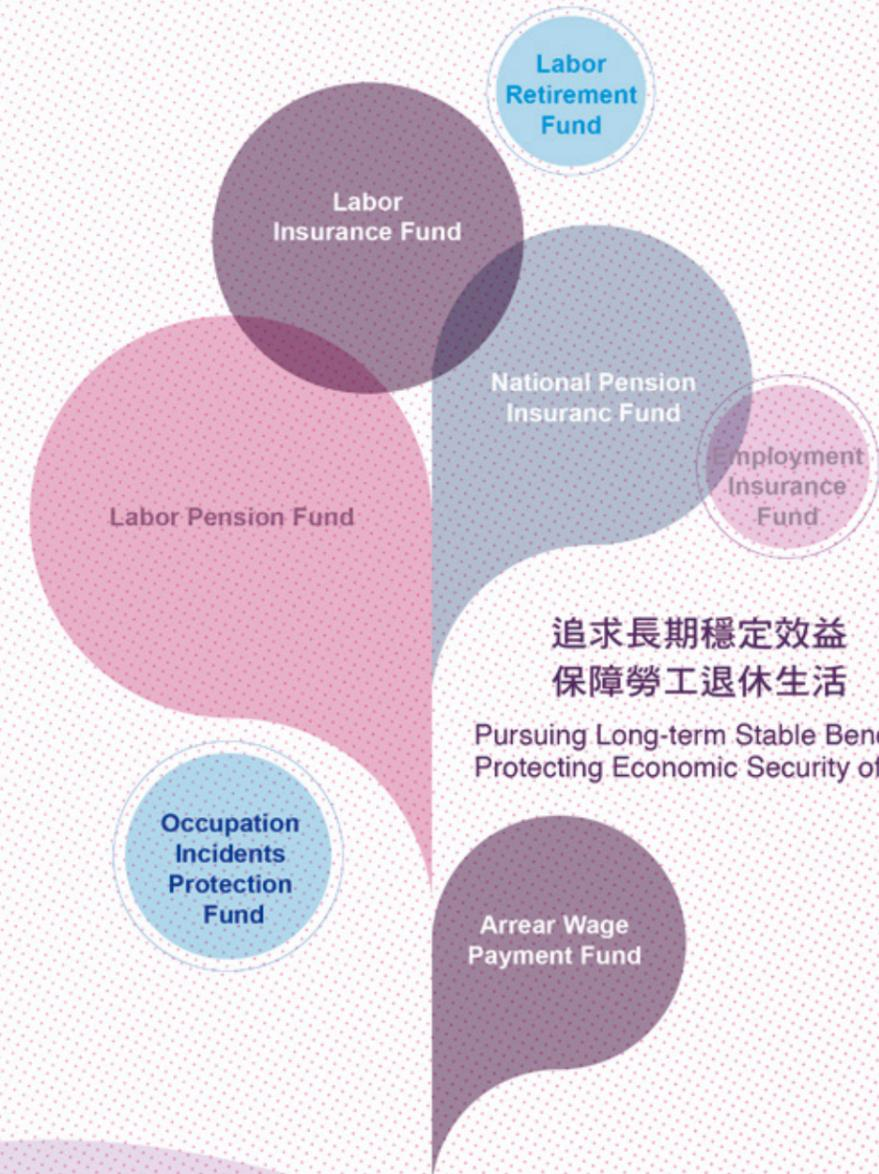 Labor
Retirement
Fund
Labor
Insurance Fund
National Pension
Insuranc Fund
Employment
Insurance
Fund
Labor Pension Fund
追求長期穩定效益
保障勞工退休生活
Pursuing Long-term Stable
Protecting Economic Security of
Occupation
Incidents
Protection
Fund
Arrear Wage
Payment Fund